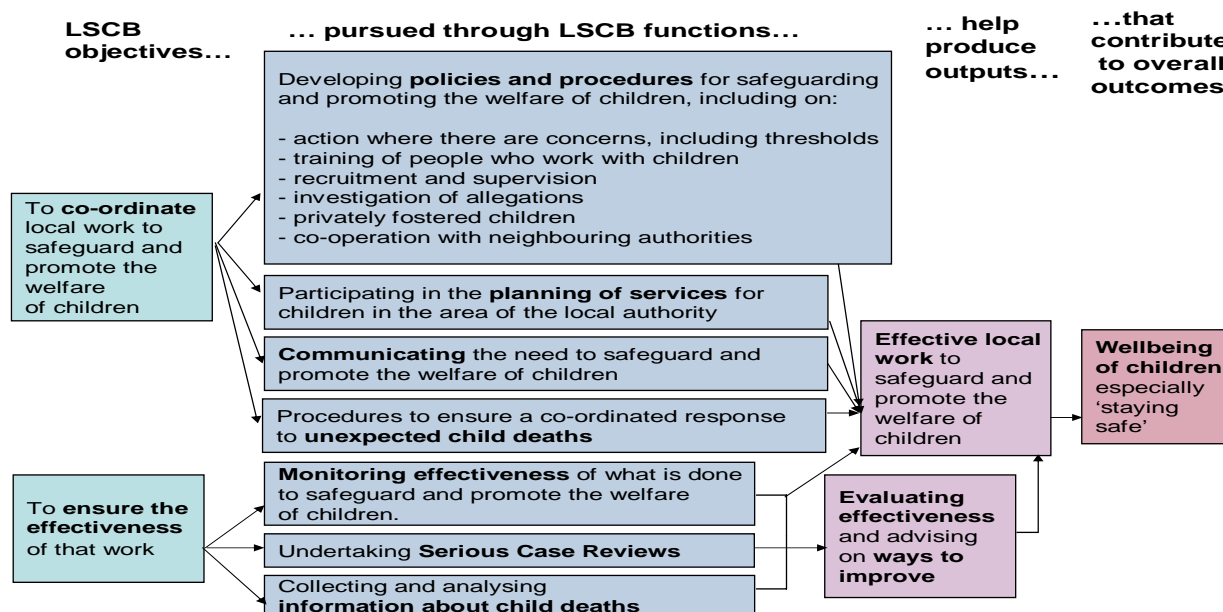 LSCB
objectives…
… pursued through LSCB functions…
… help
produce
outputs…
…that
contribute
to overall
outcomes
Developing policies and procedures for safeguarding
and promoting the welfare of children, including on:
- action where there are concerns, including thresholds
- training of people who work with children
- recruitment and supervision
- investigation of allegations
- privately fostered children
- co-operation with neighbouring authorities
To co-ordinate
local work to
safeguard and
promote the
welfare
of children
Participating in the planning of services for
children in the area of the local authority
Communicating the need to safeguard and
promote the welfare of children
Procedures to ensure a co-ordinated response
to unexpected child deaths
Effective local
work to
safeguard and
promote the
welfare of
children
Wellbeing
of children
especially
‘staying
safe’
To ensure the
effectiveness
of that work
Monitoring effectiveness of what is done
to safeguard and promote the welfare
of children.
Undertaking Serious Case Reviews
Collecting and analysing
information about child deaths
Evaluating
effectiveness
and advising
on ways to
improve